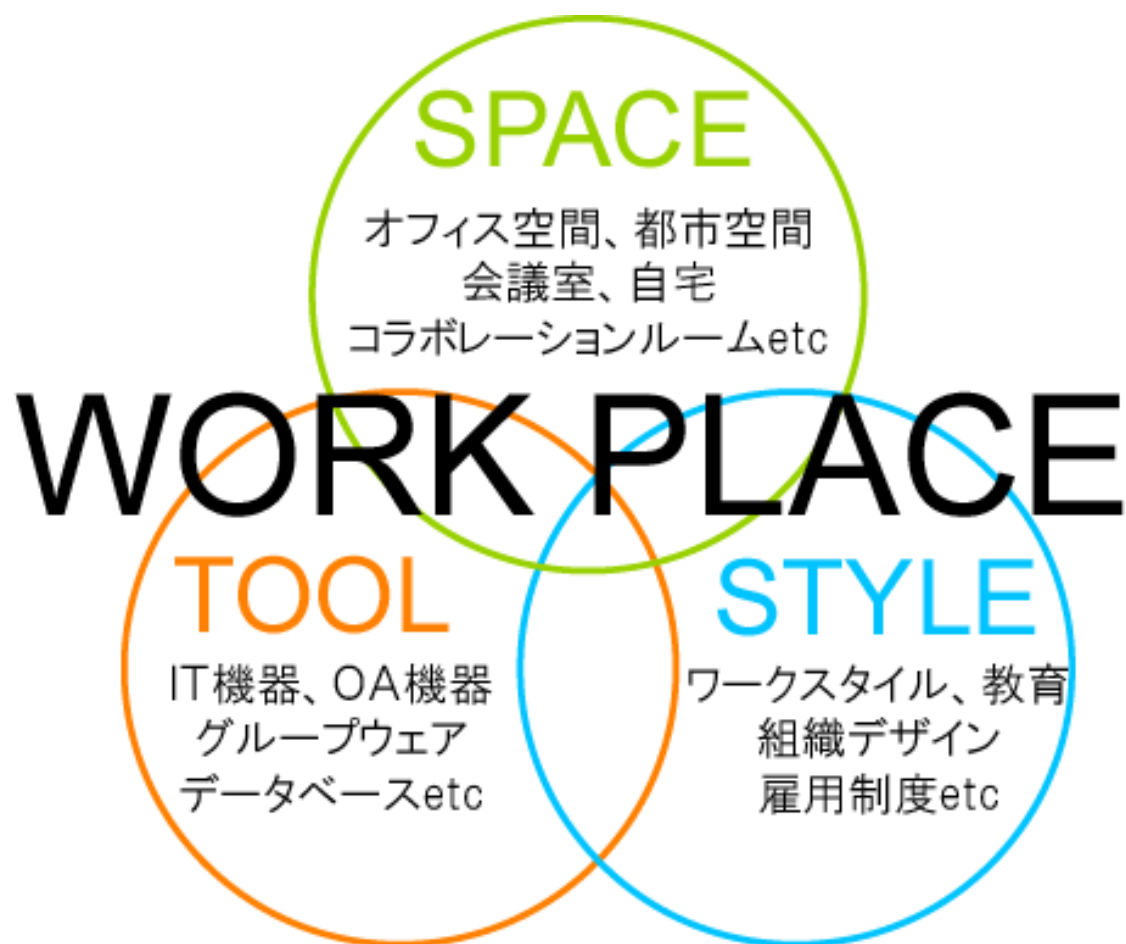 SPACE
オフィス空間、都市空間
会議室、自宅
コラボレーションルームetc
WORK PLACE
TOOL
IT機器、OA機器
グループウェア
データベースetc
STYLE
ワークスタイル、教育
組織デザイン
雇用制度etc